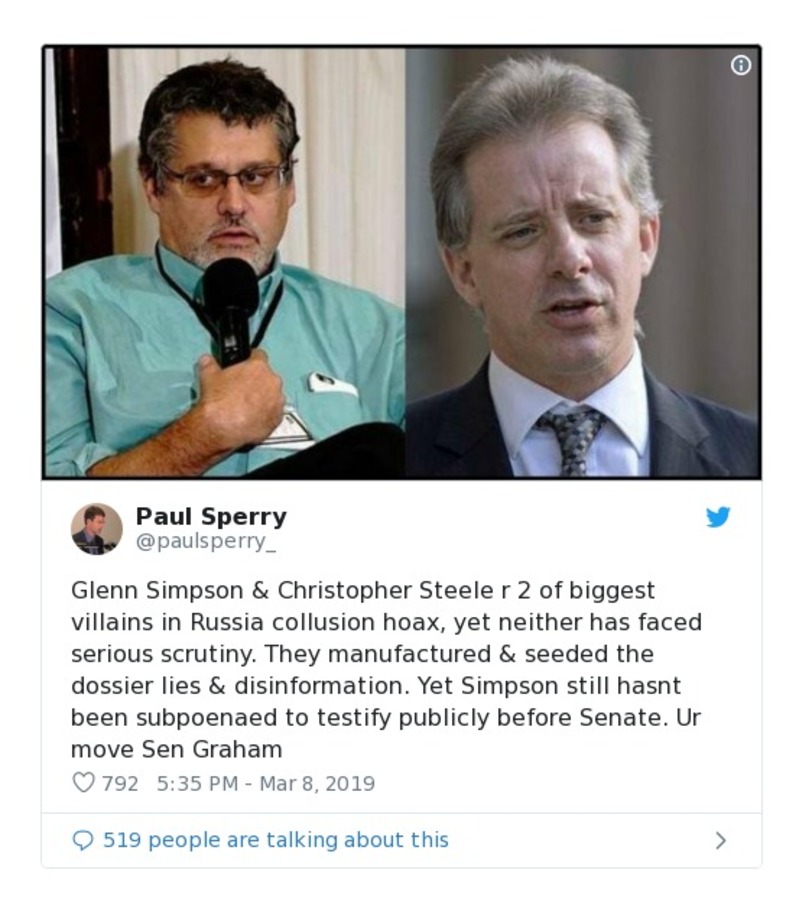 Paul Sperry
@paulsperry_
Glenn Simpson & Christopher Steele r 2 of biggest
villains in Russia collusion hoax, yet neither has faced
serious scrutiny. They manufactured & seeded the
dossier lies & disinformation. Yet Simpson still hasnt
been subpoenaed to testify publicly before Senate. Ur
move Sen Graham
792 5:35 PM - Mar 8, 2019
519 people are talking about this